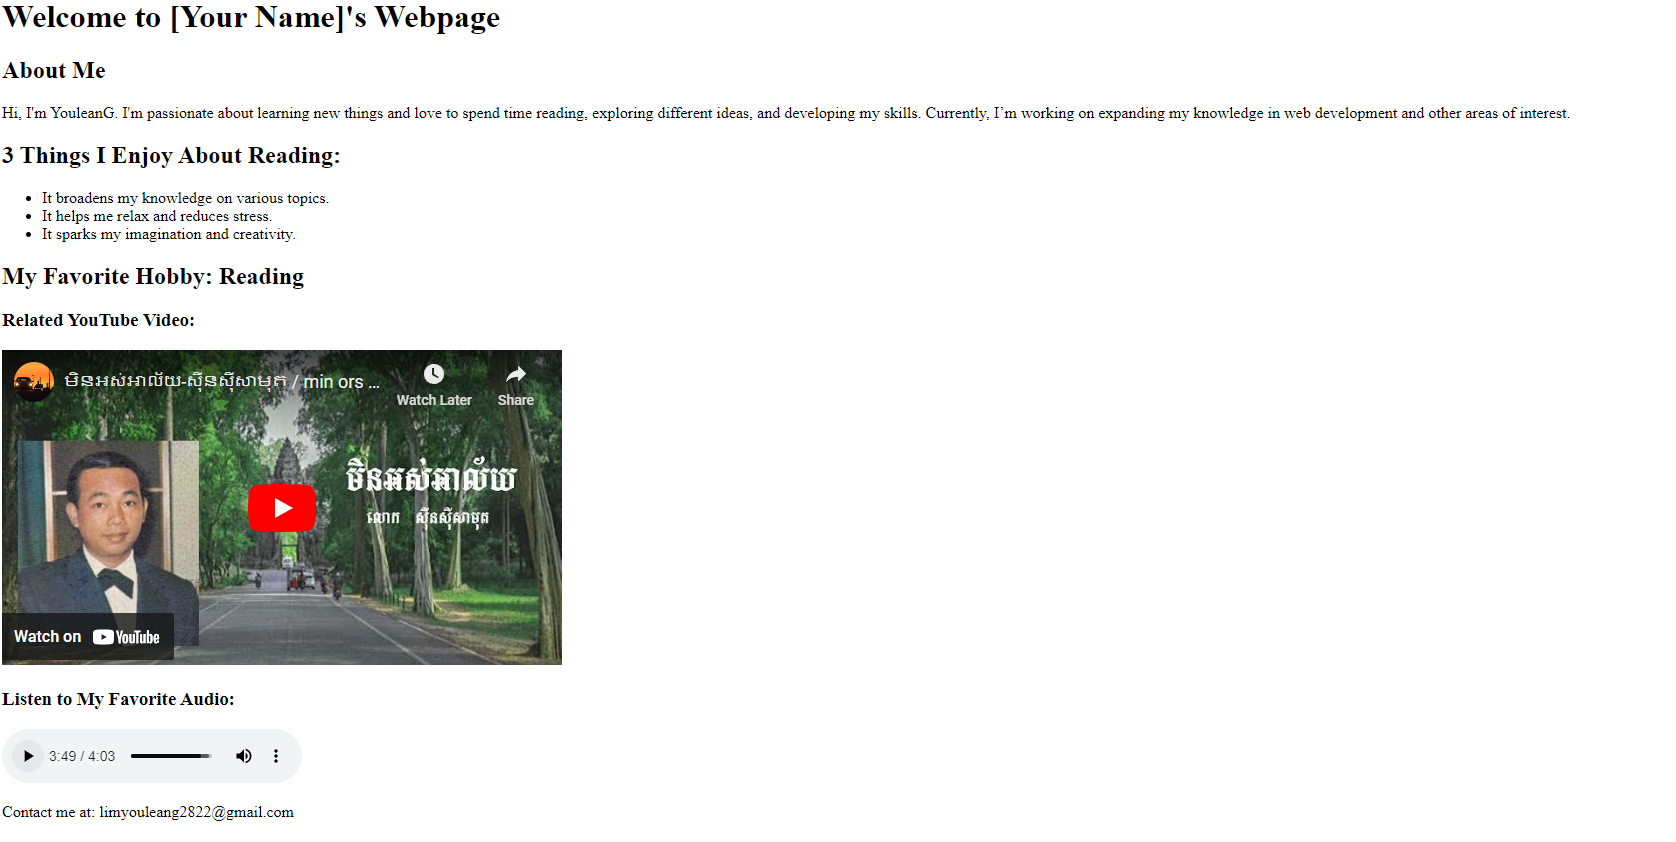 Welcome to [Your Name]'s Webpage
About Me
Hi, I'm YouleanG. I'm passionate about learning new things and love to spend time reading, exploring different ideas, and developing my skills. Currently, I’m working on expanding my knowledge in web development and other areas of interest.
3 Things I Enjoy About Reading:
It broadens my knowledge on various topics.
It helps me relax and reduces stress.
It sparks my imagination and creativity.
My Favorite Hobby: Reading
Related YouTube Video:
មិនអស់អាល័យ-ស៊ីនស៊ីសាមុត / min ors ...
Watch Later
Share
មិនអស់អាល័យ
លោក ស៊ីនស៊ីសាមុត
Watch on YouTube
Listen to My Favorite Audio:
3:49 / 4:03
Contact me at: limyouleang2822@gmail.com